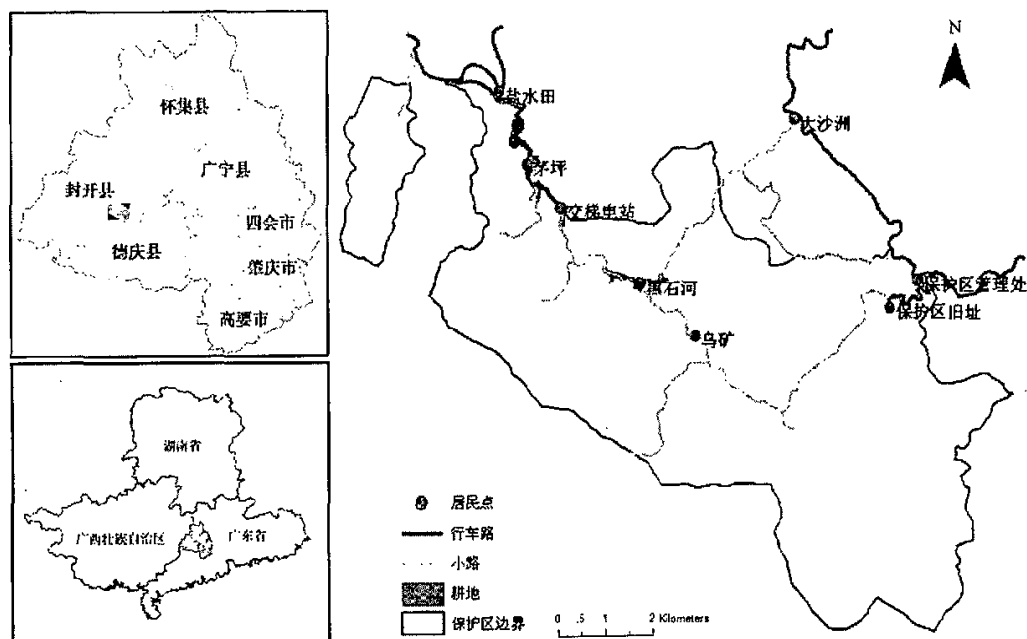 怀集县
广宁县
封开县
四会市
德庆县
肇庆市
高要市
湖南省
广西壮族自治区
广东省
N
盐水田
大沙洲
茅坪
交梯电站
黑石河
保护区管理处
保护区旧址
乌矿
居民点
行车路
小路
耕地
保护区边界
0 .5 1 2 Kilometers